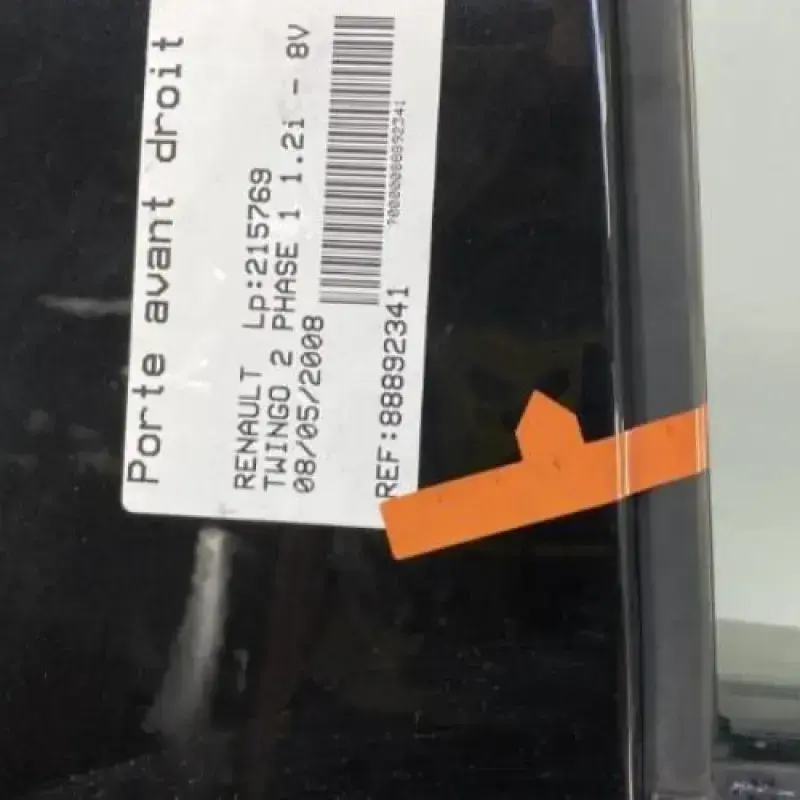 Porte avant droit
RENAULT Lp:215769
TWINGO 2 PHASE 1 1.2i - 8V
08/05/2008
REF:88892341